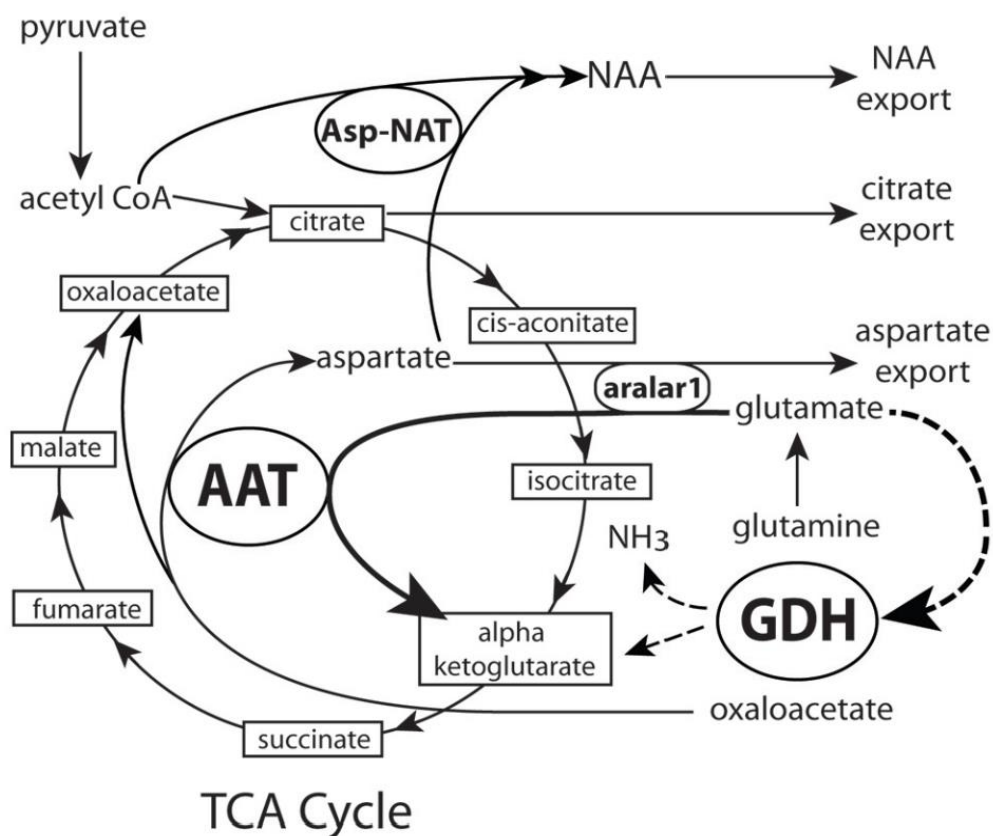 pyruvate
NAA
NAA
export
Asp-NAT
acetyl CoA
citrate
citrate
export
oxaloacetate
cis-aconitate
aspartate
aspartate
export
aralar1
glutamate
malate
AAT
isocitrate
glutamine
NH3
fumarate
GDH
alpha
ketoglutarate
oxaloacetate
succinate
TCA Cycle